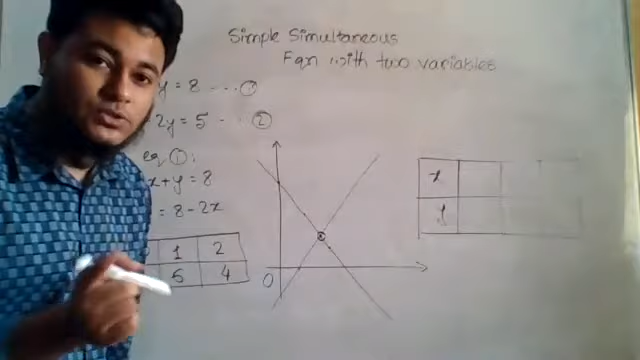 Simple Simultaneous
Eqn with two variables
y = 8 ... ①
2y = 5 ... ②
eq ①:
x + y = 8
= 8 - 2x
1 2
5 4
0
x
y